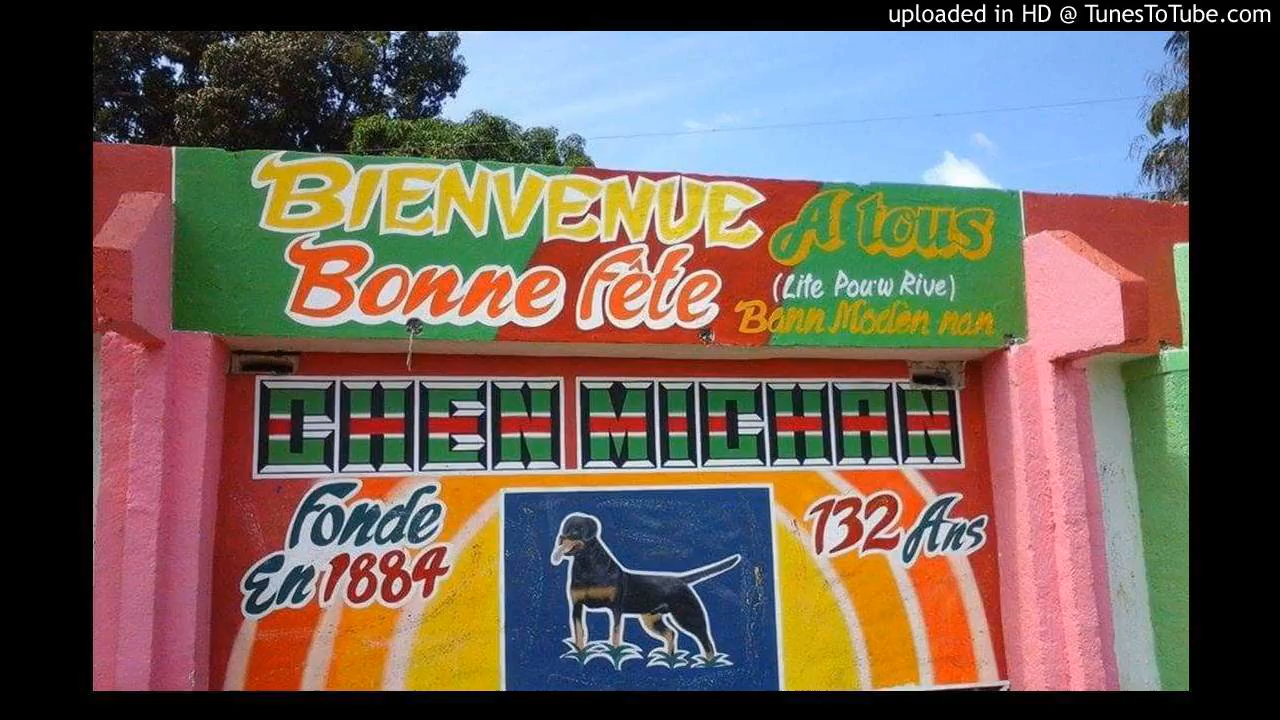 uploaded in HD @ TunesToTube.com
BIENVENUE A tous
Bonne fête (Lite Pou'w Rive)
Bann Modèn nan
CHEN MICHAN
Fonde
En 1884
132 Ans